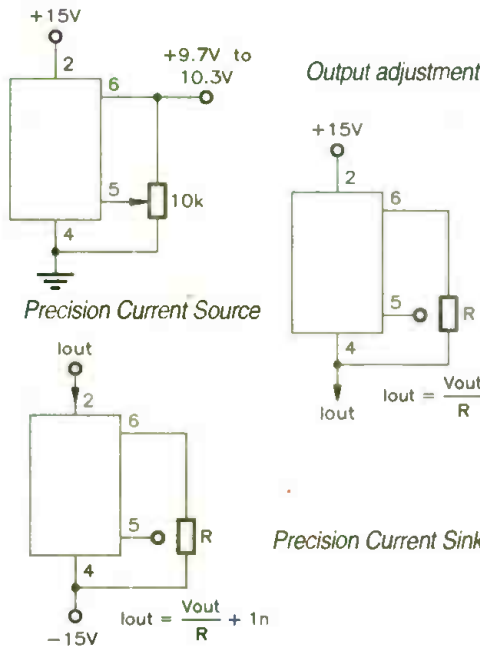 +15V
2
+9.7V to
10.3V
6
5
10k
4
Output adjustment
Precision Current Source
+15V
2
6
5
R
4
Iout
Iout = Vout
R
Iout
2
6
5
R
4
-15V
Iout = Vout
R
+ 1n
Precision Current Sink